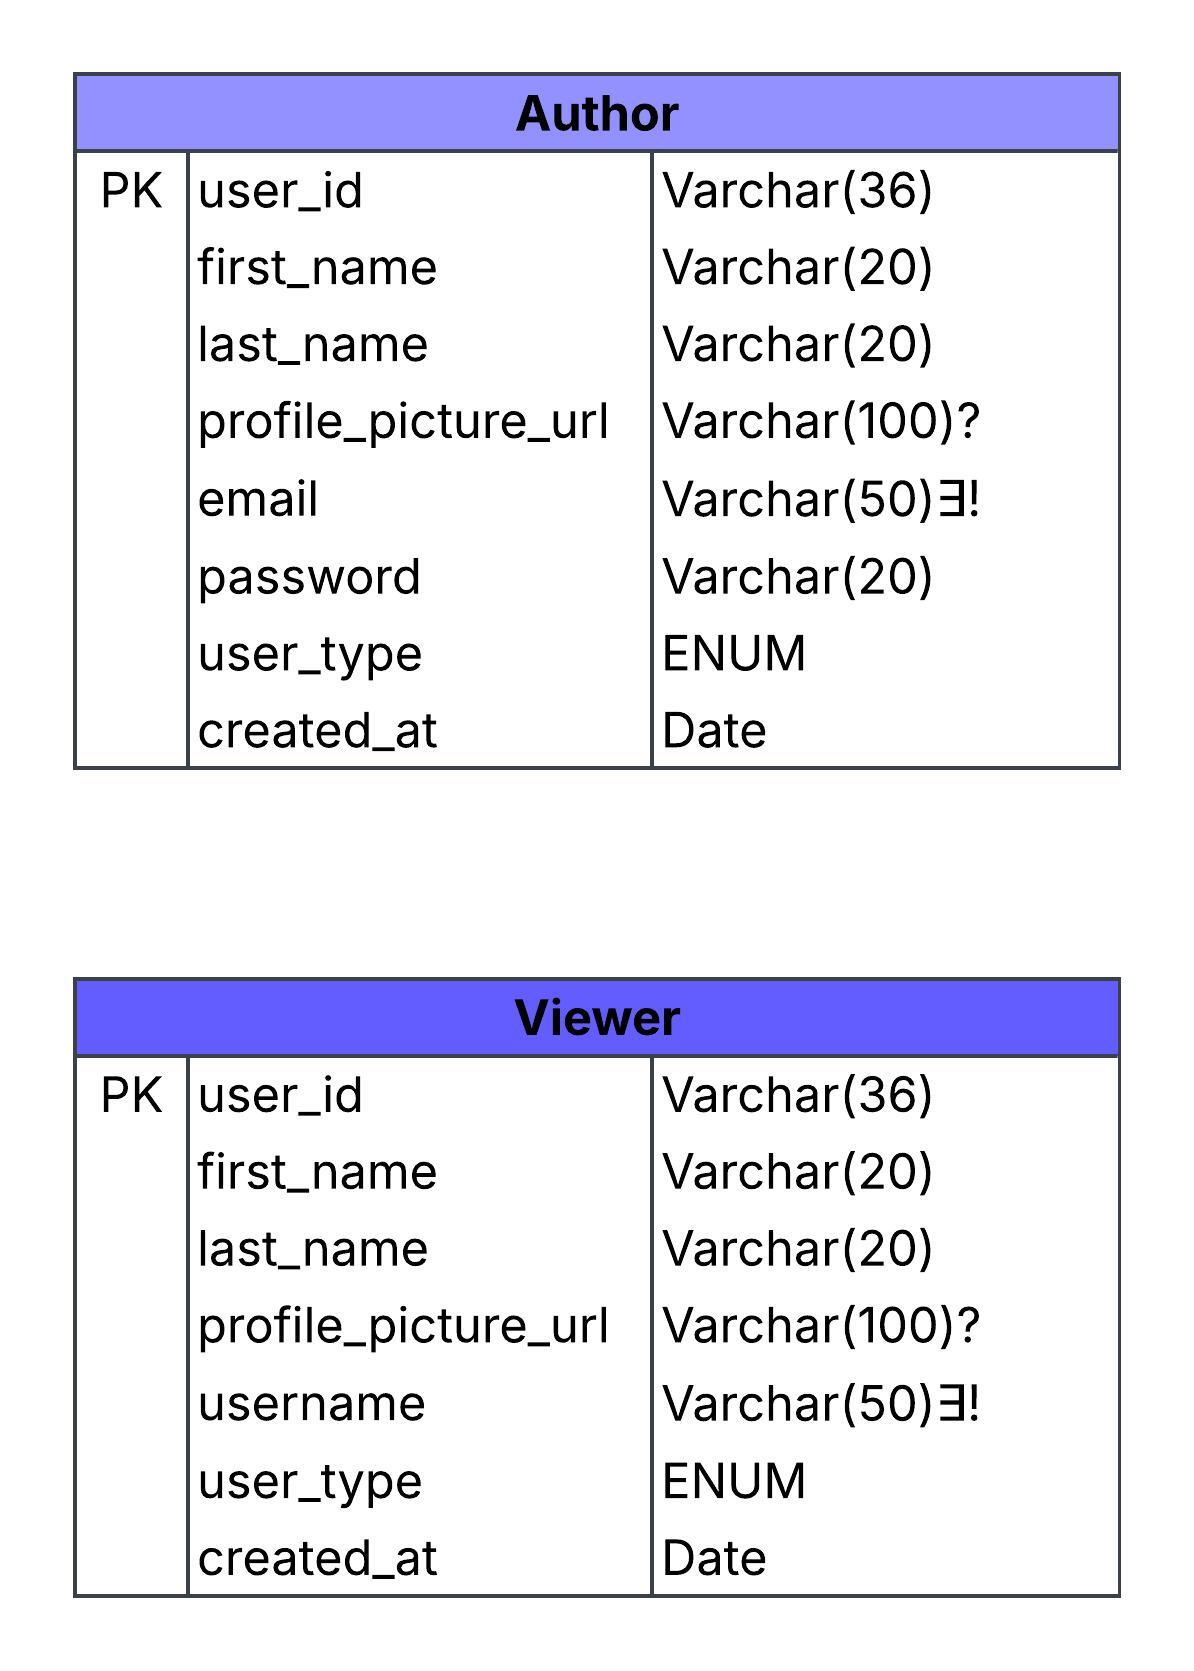 Author
PK user_id Varchar(36)
first_name Varchar(20)
last_name Varchar(20)
profile_picture_url Varchar(100)?
email Varchar(50)∃!
password Varchar(20)
user_type ENUM
created_at Date
Viewer
PK user_id Varchar(36)
first_name Varchar(20)
last_name Varchar(20)
profile_picture_url Varchar(100)?
username Varchar(50)∃!
user_type ENUM
created_at Date